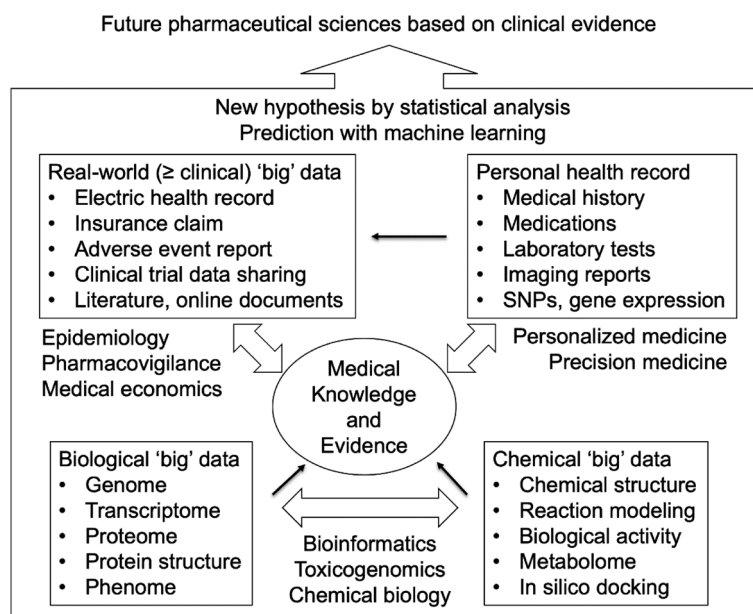 Future pharmaceutical sciences based on clinical evidence
New hypothesis by statistical analysis
Prediction with machine learning
Real-world (≥ clinical) ‘big’ data
• Electric health record
• Insurance claim
• Adverse event report
• Clinical trial data sharing
• Literature, online documents
Personal health record
• Medical history
• Medications
• Laboratory tests
• Imaging reports
• SNPs, gene expression
Epidemiology
Pharmacovigilance
Medical economics
Personalized medicine
Precision medicine
Medical
Knowledge
and
Evidence
Biological ‘big’ data
• Genome
• Transcriptome
• Proteome
• Protein structure
• Phenome
Chemical ‘big’ data
• Chemical structure
• Reaction modeling
• Biological activity
• Metabolome
• In silico docking
Bioinformatics
Toxicogenomics
Chemical biology